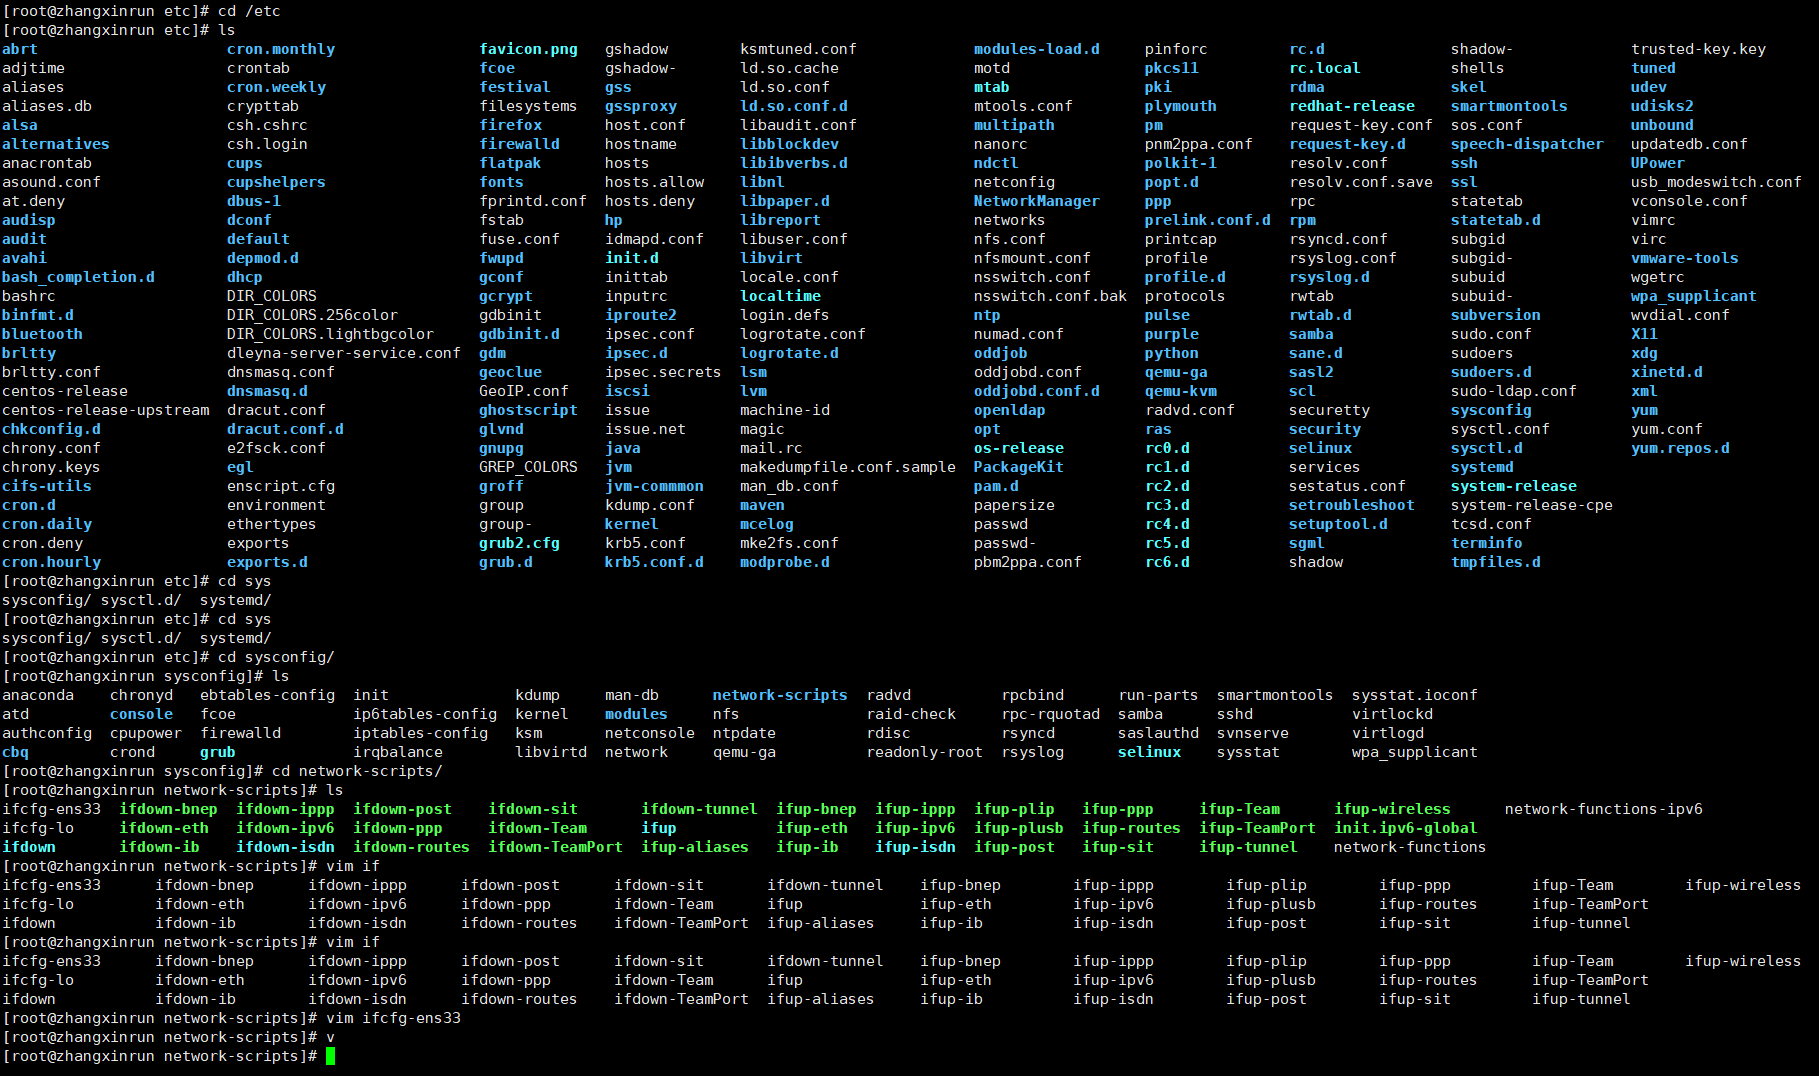 [root@zhangxinrun etc]# cd /etc
[root@zhangxinrun etc]# ls
abrt cron.monthly favicon.png gshadow ksmtuned.conf modules-load.d pinforc rc.d shadow- trusted-key.key
adjtime crontab fcoe gshadow- ld.so.cache motd pkcs11 rc.local shells tuned
aliases cron.weekly festival gss ld.so.conf mtab pki rdma skel udev
aliases.db crypttab filesystems gssproxy ld.so.conf.d mtools.conf plymouth redhat-release smartmontools udisks2
alsa csh.cshrc firefox host.conf libaudit.conf multipath pm request-key.conf sos.conf unbound
alternatives csh.login firewalld hostname libblockdev nanorc pnm2ppa.conf request-key.d speech-dispatcher updatedb.conf
anacrontab cups flatpak hosts libibverbs.d ndctl polkit-1 resolv.conf ssh UPower
asound.conf cupshelpers fonts hosts.allow libnl netconfig popt.d resolv.conf.save ssl usb_modeswitch.conf
at.deny dbus-1 fprintd.conf hosts.deny libpaper.d NetworkManager ppp rpc statetab vconsole.conf
audisp dconf fstab hp libreport networks prelink.conf.d rpm statetab.d vimrc
audit default fuse.conf idmapd.conf libuser.conf nfs.conf printcap rsyncd.conf subgid virc
avahi depmod.d fwupd init.d libvirt nfsmount.conf profile rsyslog.conf subgid- vmware-tools
bash_completion.d dhcp gconf inittab locale.conf nsswitch.conf profile.d rsyslog.d subuid wgetrc
bashrc DIR_COLORS gcrypt inputrc localtime nsswitch.conf.bak protocols rwtab subuid- wpa_supplicant
binfmt.d DIR_COLORS.256color gdbinit iproute2 login.defs ntp pulse rwtab.d subversion wvdial.conf
bluetooth DIR_COLORS.lightbgcolor gdbinit.d ipsec.conf logrotate.conf numad.conf purple samba sudo.conf X11
brltty dleyna-server-service.conf gdm ipsec.d logrotate.d oddjob python sane.d sudoers xdg
brltty.conf dnsmasq.conf geoclue ipsec.secrets lsm oddjobd.conf qemu-ga sasl2 sudoers.d xinetd.d
centos-release dnsmasq.d GeoIP.conf iscsi lvm oddjobd.conf.d qemu-kvm scl sudo-ldap.conf xml
centos-release-upstream dracut.conf ghostscript issue machine-id openldap radvd.conf securetty sysconfig yum
chkconfig.d dracut.conf.d glvnd issue.net magic opt ras security sysctl.conf yum.conf
chrony.conf e2fsck.conf gnupg java mail.rc os-release rc0.d selinux sysctl.d yum.repos.d
chrony.keys egl GREP_COLORS jvm makedumpfile.conf.sample PackageKit rc1.d services systemd
cifs-utils enscript.cfg groff jvm-commmon man_db.conf pam.d rc2.d sestatus.conf system-release
cron.d environment group kdump.conf maven papersize rc3.d setroubleshoot system-release-cpe
cron.daily ethertypes group- kernel mcelog passwd rc4.d setuptool.d tcsd.conf
cron.deny exports grub2.cfg krb5.conf mke2fs.conf passwd- rc5.d sgml terminfo
cron.hourly exports.d grub.d krb5.conf.d modprobe.d pbm2ppa.conf rc6.d shadow tmpfiles.d
[root@zhangxinrun etc]# cd sys
sysconfig/ sysctl.d/ systemd/
[root@zhangxinrun etc]# cd sys
sysconfig/ sysctl.d/ systemd/
[root@zhangxinrun etc]# cd sysconfig/
[root@zhangxinrun sysconfig]# ls
anaconda chronyd ebtables-config init kdump man-db network-scripts radvd rpcbind run-parts smartmontools sysstat.ioconf
atd console fcoe ip6tables-config kernel modules nfs raid-check rpc-rquotad samba sshd virtlockd
authconfig cpupower firewalld iptables-config ksm netconsole ntpdate rdisc rsyncd saslauthd svnserve virtlogd
cbq crond grub irqbalance libvirtd network qemu-ga readonly-root rsyslog selinux sysstat wpa_supplicant
[root@zhangxinrun sysconfig]# cd network-scripts/
[root@zhangxinrun network-scripts]# ls
ifcfg-ens33 ifdown-bnep ifdown-ippp ifdown-post ifdown-sit ifdown-tunnel ifup-bnep ifup-ippp ifup-plip ifup-ppp ifup-Team ifup-wireless network-functions-ipv6
ifcfg-lo ifdown-eth ifdown-ipv6 ifdown-ppp ifdown-Team ifup ifup-eth ifup-ipv6 ifup-plusb ifup-routes ifup-TeamPort init.ipv6-global
ifdown ifdown-ib ifdown-isdn ifdown-routes ifdown-TeamPort ifup-aliases ifup-ib ifup-isdn ifup-post ifup-sit ifup-tunnel network-functions
[root@zhangxinrun network-scripts]# vim if
ifcfg-ens33 ifdown-bnep ifdown-ippp ifdown-post ifdown-sit ifdown-tunnel ifup-bnep ifup-ippp ifup-plip ifup-ppp ifup-Team ifup-wireless
ifcfg-lo ifdown-eth ifdown-ipv6 ifdown-ppp ifdown-Team ifup ifup-eth ifup-ipv6 ifup-plusb ifup-routes ifup-TeamPort
ifdown ifdown-ib ifdown-isdn ifdown-routes ifdown-TeamPort ifup-aliases ifup-ib ifup-isdn ifup-post ifup-sit ifup-tunnel
[root@zhangxinrun network-scripts]# vim if
ifcfg-ens33 ifdown-bnep ifdown-ippp ifdown-post ifdown-sit ifdown-tunnel ifup-bnep ifup-ippp ifup-plip ifup-ppp ifup-Team ifup-wireless
ifcfg-lo ifdown-eth ifdown-ipv6 ifdown-ppp ifdown-Team ifup ifup-eth ifup-ipv6 ifup-plusb ifup-routes ifup-TeamPort
ifdown ifdown-ib ifdown-isdn ifdown-routes ifdown-TeamPort ifup-aliases ifup-ib ifup-isdn ifup-post ifup-sit ifup-tunnel
[root@zhangxinrun network-scripts]# vim ifcfg-ens33
[root@zhangxinrun network-scripts]# v
[root@zhangxinrun network-scripts]#